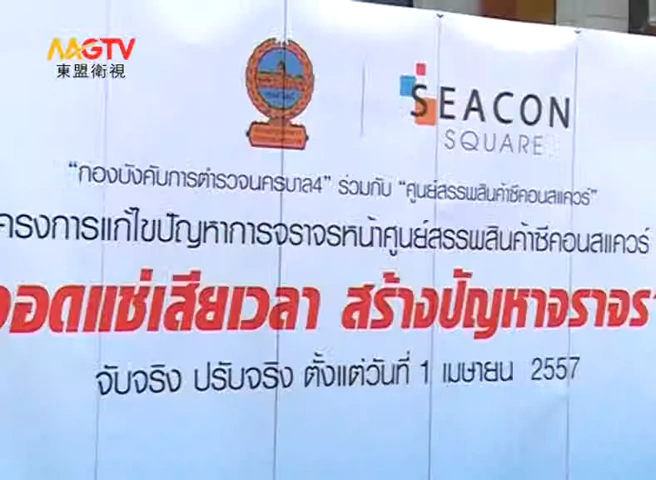 AAGTV
東盟衛視
SEACON
SQUARE
“กองบังคับการตำรวจนครบาล4” ร่วมกับ “ศูนย์สรรพสินค้าซีคอนสแควร์”
ครงการแก้ไขปัญหาการจราจรหน้าศูนย์สรรพสินค้าซีคอนสแควร์
อดแช่เสียเวลา สร้างปัญหาจราจร
จับจริง ปรับจริง ตั้งแต่วันที่ 1 เมษายน 2557